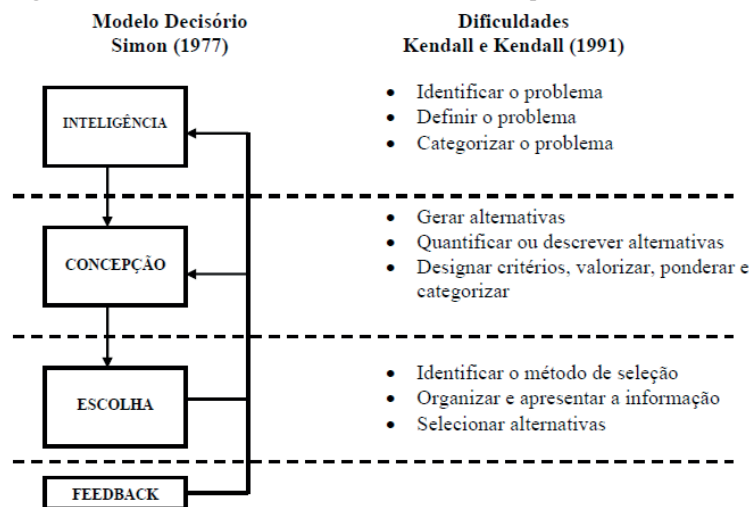 Modelo Decisório
Simon (1977)
Dificuldades
Kendall e Kendall (1991)
INTELIGÊNCIA
• Identificar o problema
• Definir o problema
• Categorizar o problema
CONCEPÇÃO
• Gerar alternativas
• Quantificar ou descrever alternativas
• Designar critérios, valorizar, ponderar e
categorizar
ESCOLHA
• Identificar o método de seleção
• Organizar e apresentar a informação
• Selecionar alternativas
FEEDBACK